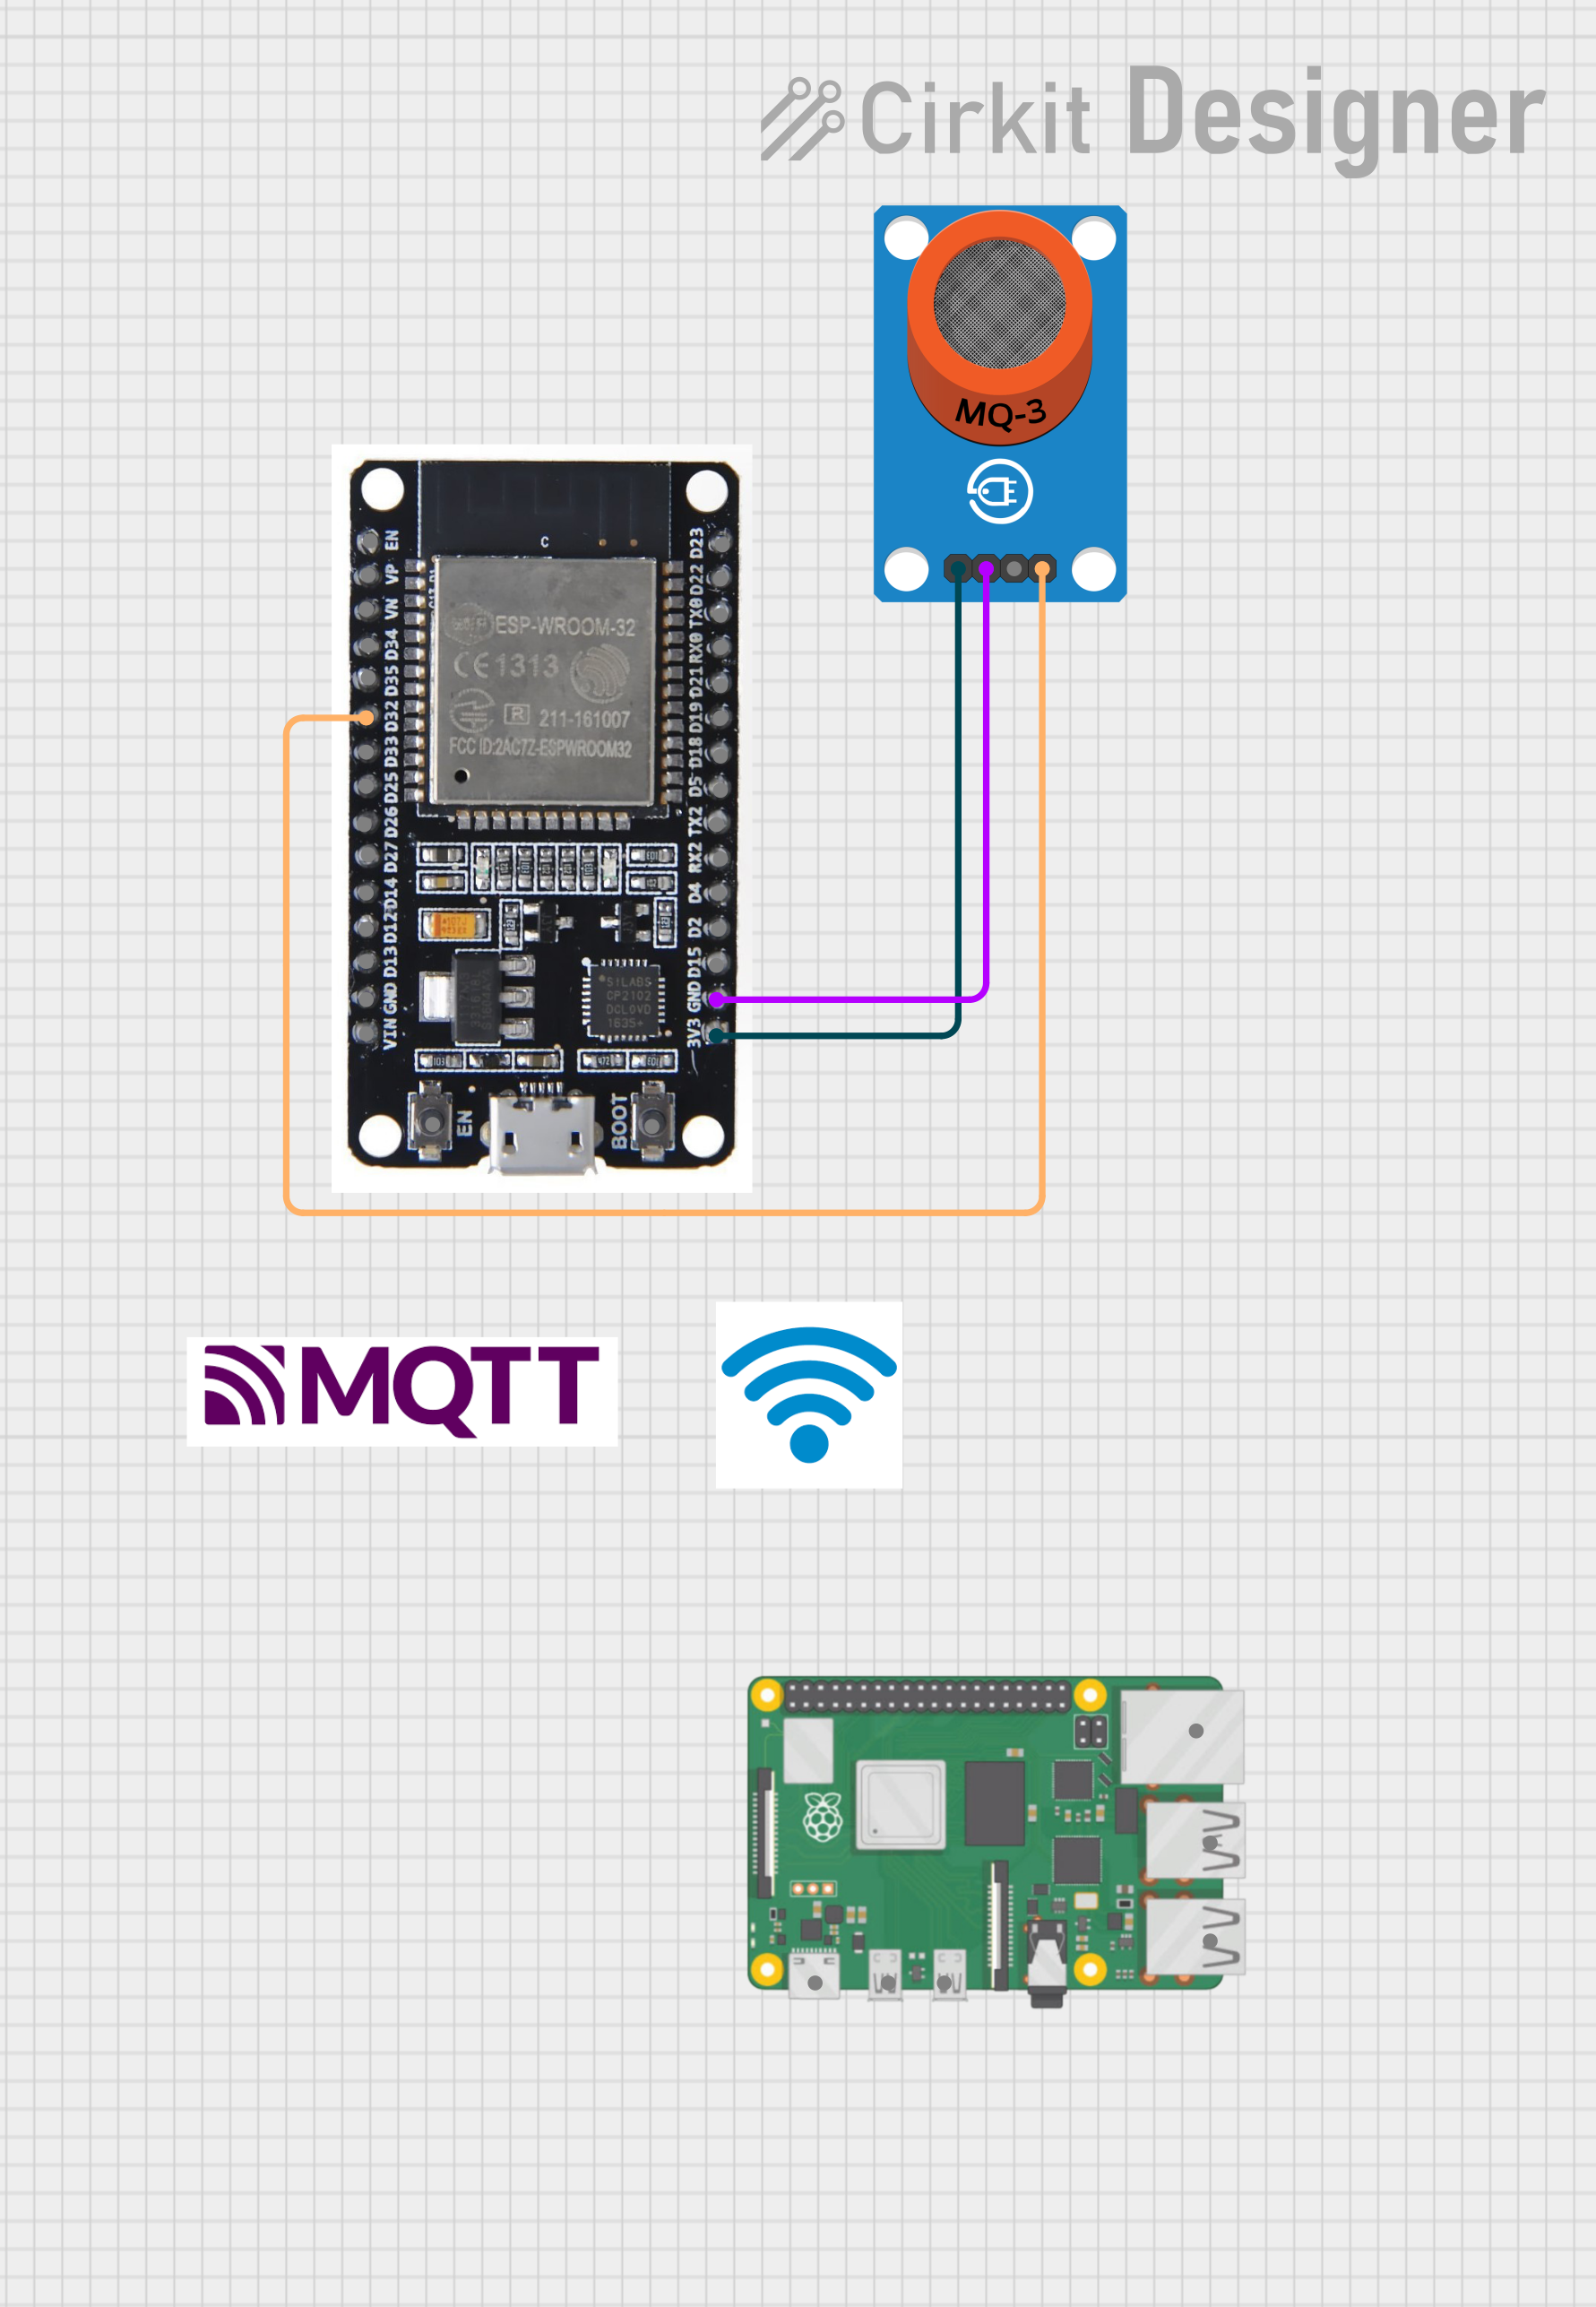 Cirkit Designer
MQ-3
EN
VP
VN
D34
D35
D32
D33
D25
D26
D27
D14
D12
D13
GND
VIN
C
ESP-WROOM-32
CE1313
R 211-161007
FCC ID:2AC7Z-ESPWROOM32
D23
D22
TX0
RX0
D21
D19
D18
D5
TX2
RX2
D4
D2
D15
GND
3V3
SILABS
CP2102
DCL0VD
1635+
EN
BOOT
MQTT